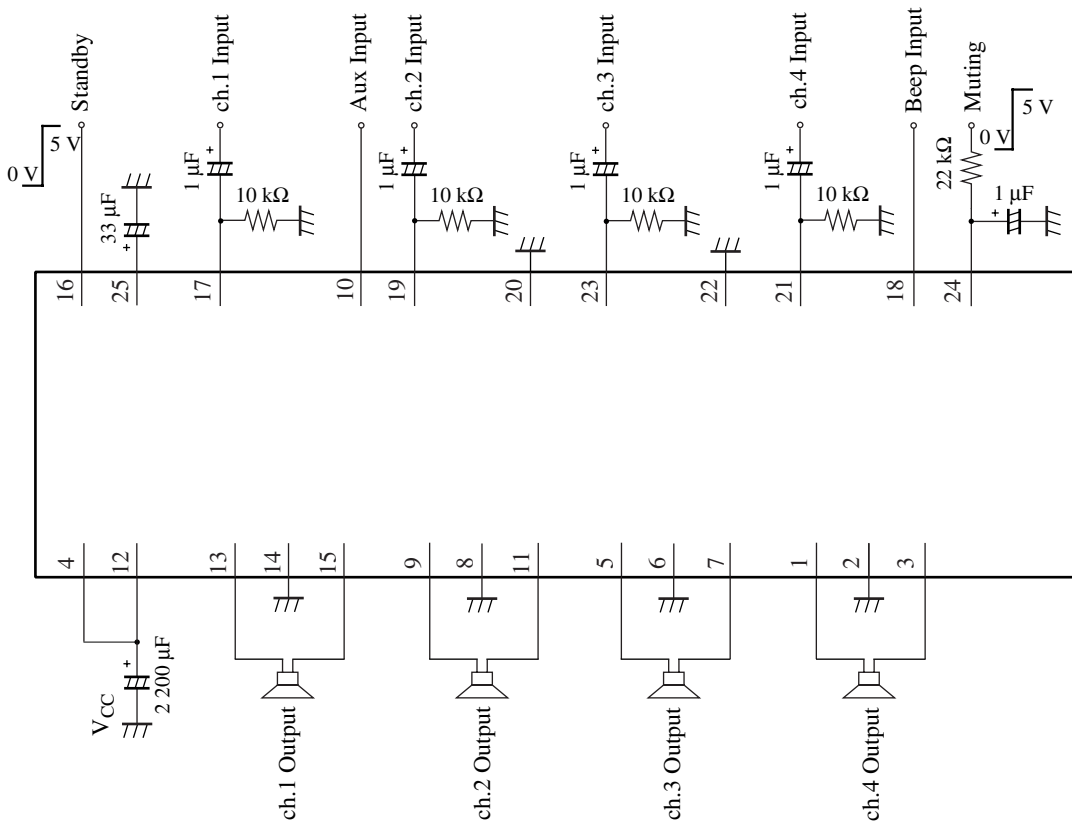 0 V
5 V
Standby
33 μF
+
ch.1 Input
1 μF
+
10 kΩ
Aux Input
ch.2 Input
1 μF
+
10 kΩ
ch.3 Input
1 μF
+
10 kΩ
ch.4 Input
1 μF
+
10 kΩ
Beep Input
Muting
0 V
5 V
22 kΩ
1 μF
+
16
25
17
10
19
20
23
22
21
18
24
4
12
13
14
15
9
8
11
5
6
7
1
2
3
VCC
+
2 200 μF
ch.1 Output
ch.2 Output
ch.3 Output
ch.4 Output